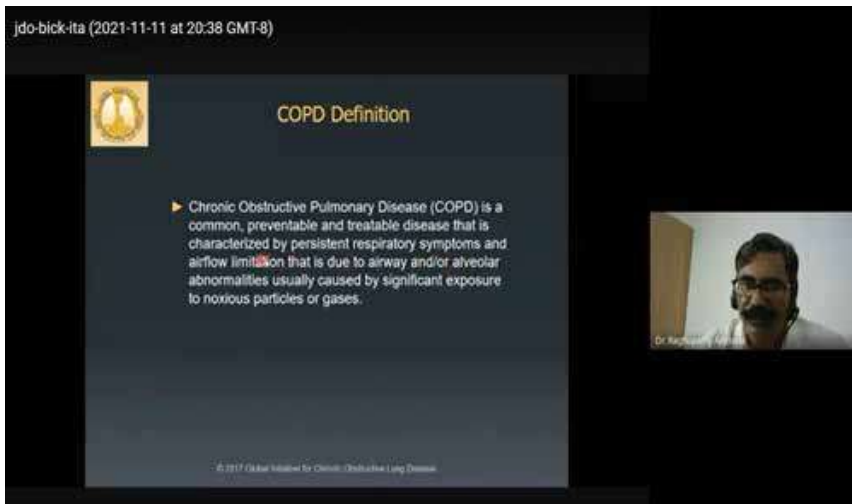 jdo-bick-ita (2021-11-11 at 20:38 GMT-8)
COPD Definition
Chronic Obstructive Pulmonary Disease (COPD) is a
common, preventable and treatable disease that is
characterized by persistent respiratory symptoms and
airflow limitation that is due to airway and/or alveolar
abnormalities usually caused by significant exposure
to noxious particles or gases.
Dr.
© 2017 Global Initiative for Chronic Obstructive Lung Disease